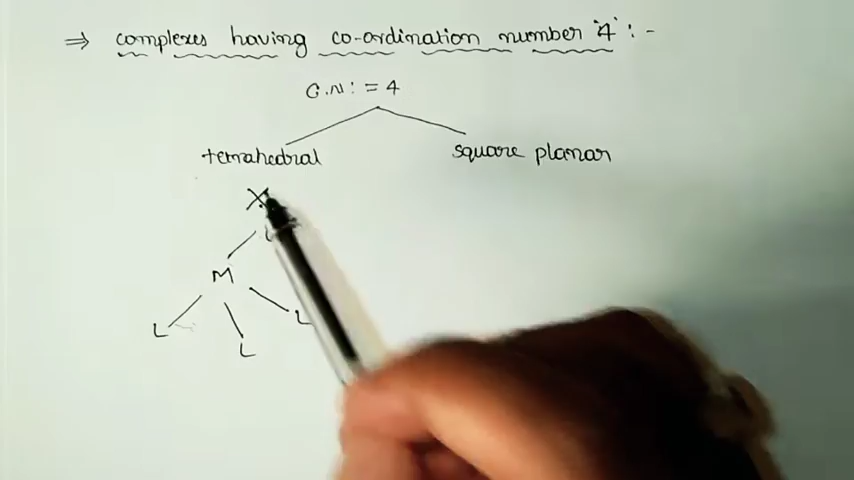 ⇒ complexes having co-ordination number '4' :-
C.N: = 4
tetrahedral square planar
X
L
M
L L
L